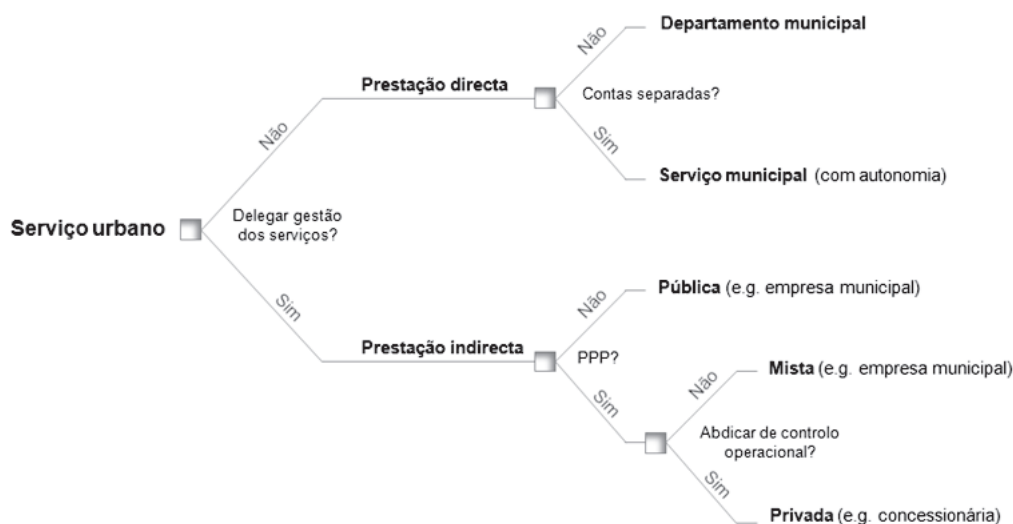 Não
Departamento municipal
Prestação directa
Contas separadas?
Não
Sim
Serviço municipal (com autonomia)
Serviço urbano
Delegar gestão
dos serviços?
Sim
Não
Pública (e.g. empresa municipal)
Prestação indirecta
PPP?
Não
Mista (e.g. empresa municipal)
Sim
Abdicar de controlo
operacional?
Sim
Privada (e.g. concessionária)